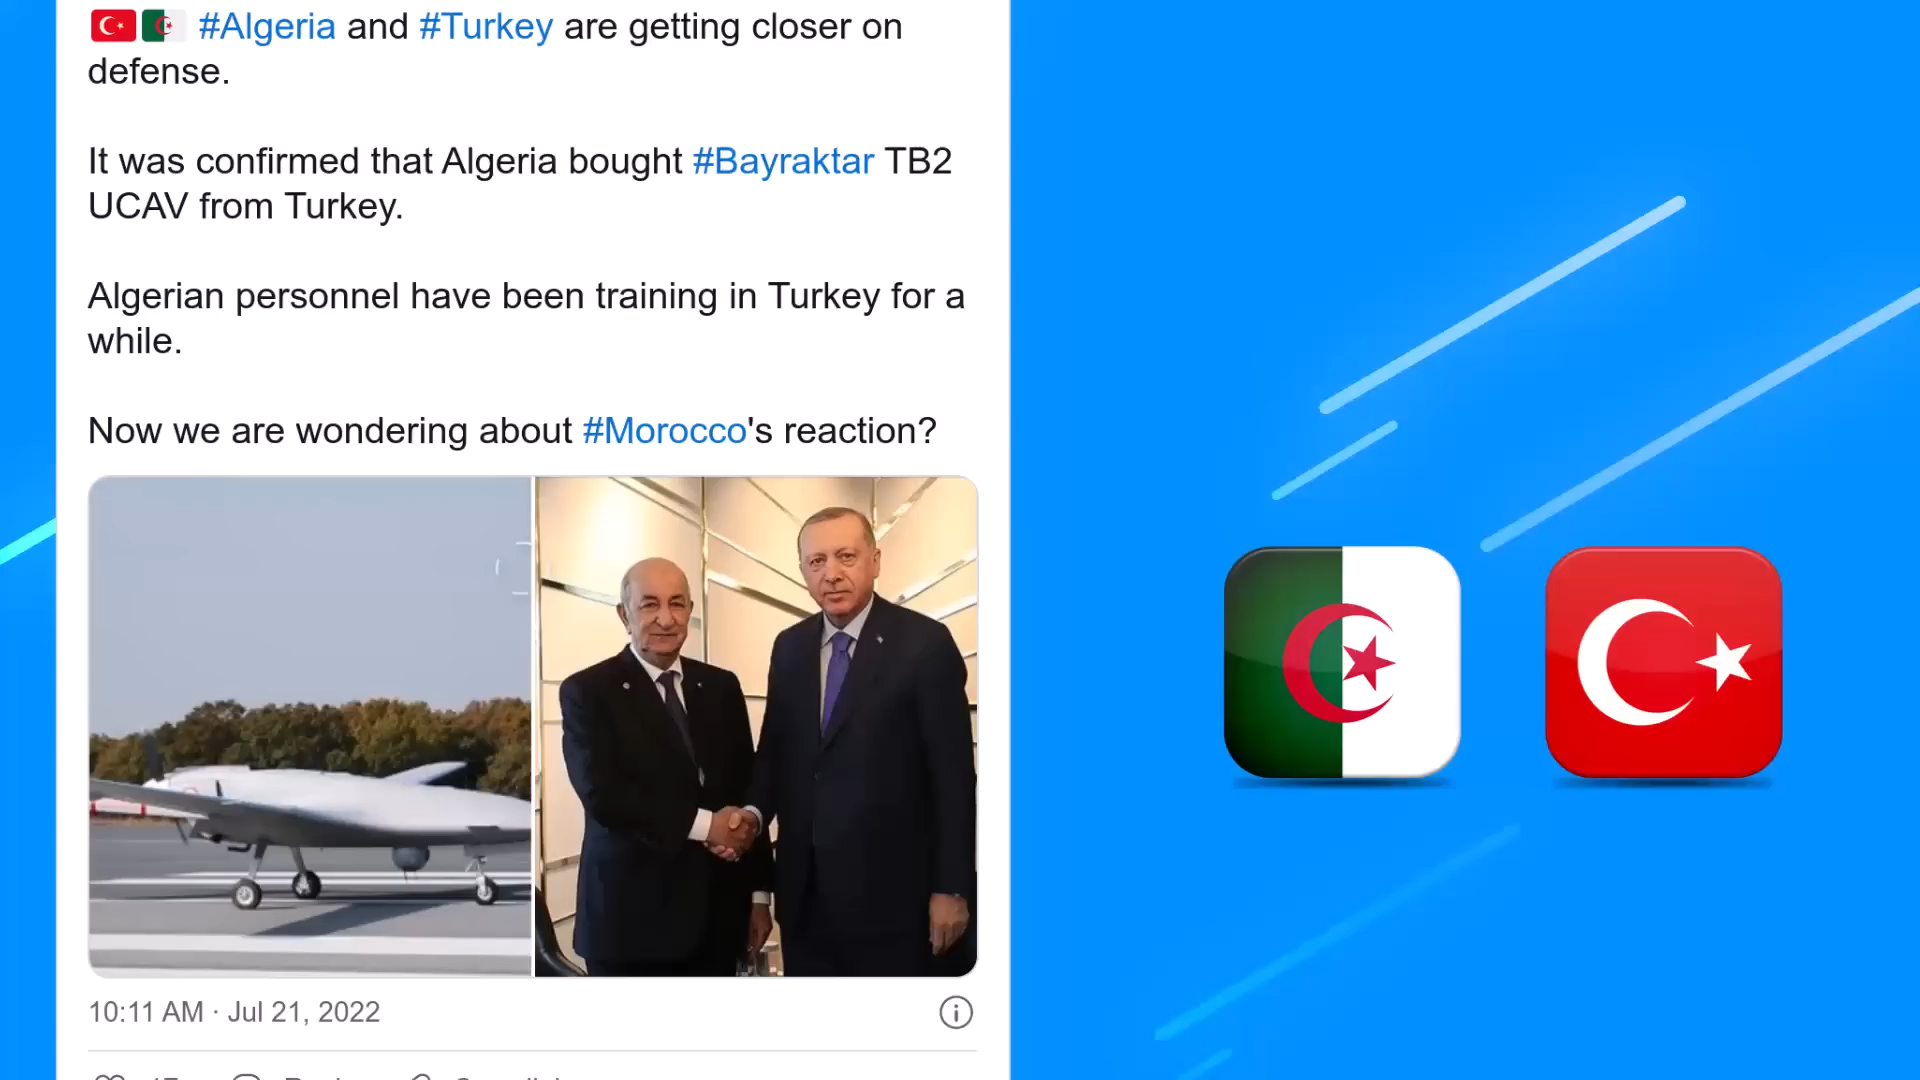 #Algeria and #Turkey are getting closer on
defense.
It was confirmed that Algeria bought #Bayraktar TB2
UCAV from Turkey.
Algerian personnel have been training in Turkey for a
while.
Now we are wondering about #Morocco's reaction?
10:11 AM · Jul 21, 2022